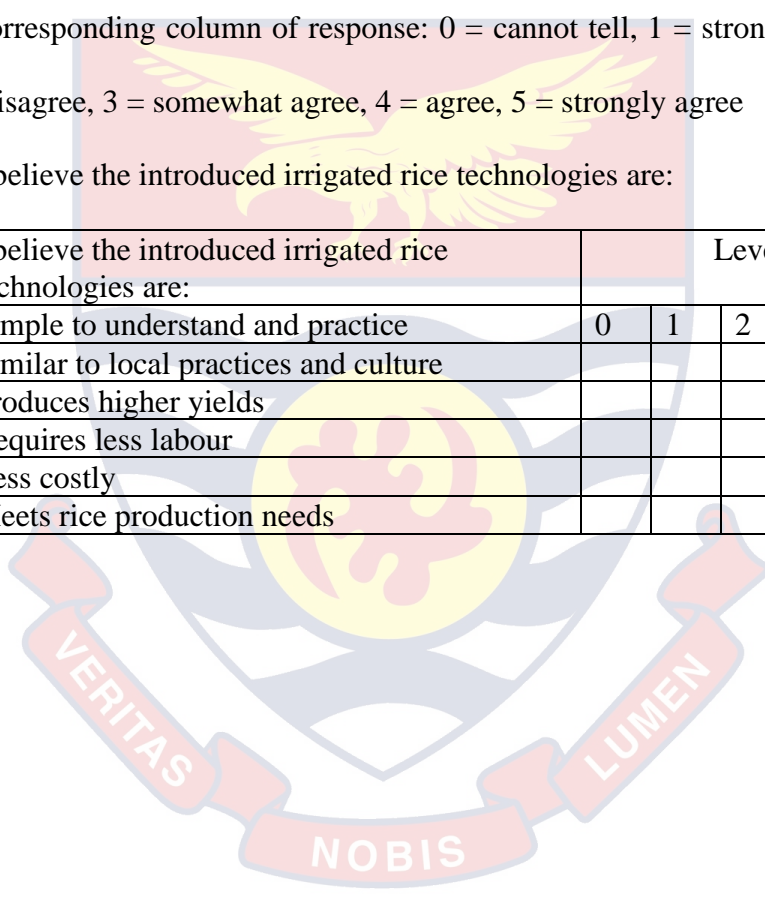 orresponding column of response: 0 = cannot tell, 1 = stron
isagree, 3 = somewhat agree, 4 = agree, 5 = strongly agree
believe the introduced irrigated rice technologies are:
believe the introduced irrigated rice
Leve
chnologies are:
mple to understand and practice 0 1 2
milar to local practices and culture
roduces higher yields
equires less labour
ess costly
eets rice production needs
VERITAS
NOBIS
LUMEN